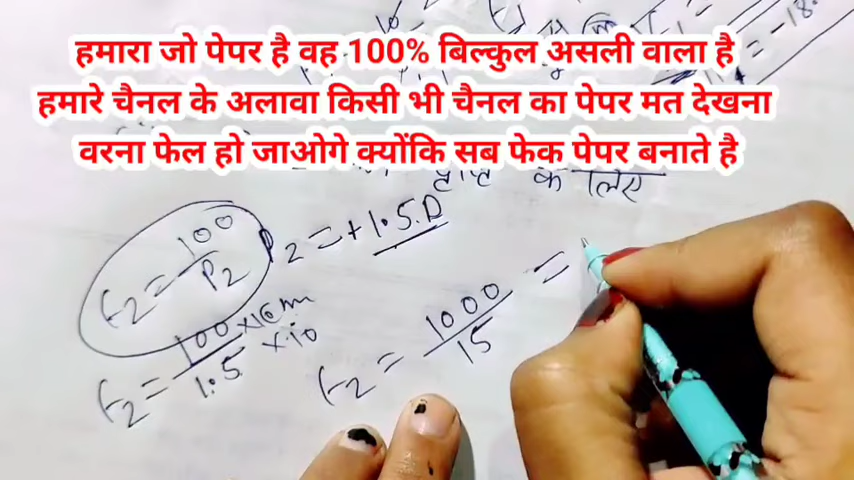 हमारा जो पेपर है वह 100% बिल्कुल असली वाला है
हमारे चैनल के अलावा किसी भी चैनल का पेपर मत देखना
वरना फेल हो जाओगे क्योंकि सब फेक पेपर बनाते है
= -18.
के लिए
f₂ = 100/P₂
P₂ = +1.5.D
f₂ = 100×10/1.5×10
f₂ = 1000/15 =